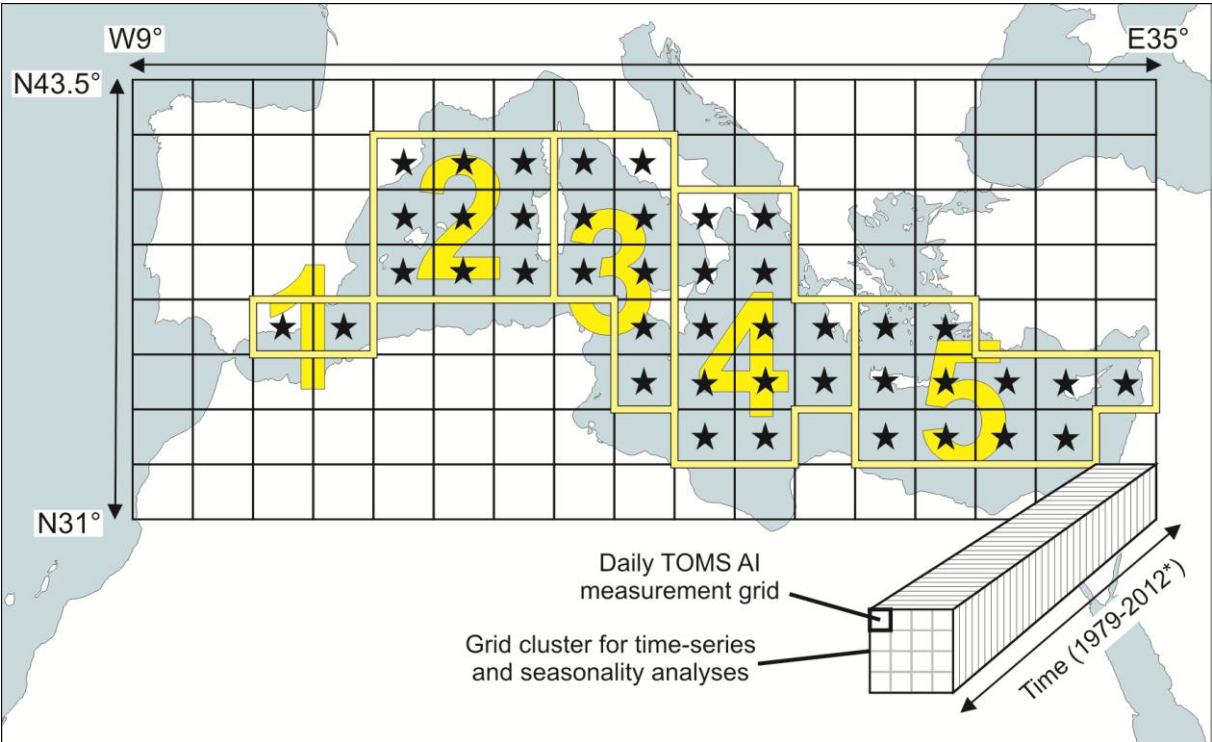 W9°
E35°
N43.5°
2
3
1
4
5
N31°
Daily TOMS AI
measurement grid
Grid cluster for time-series
and seasonality analyses
Time (1979-2012*)